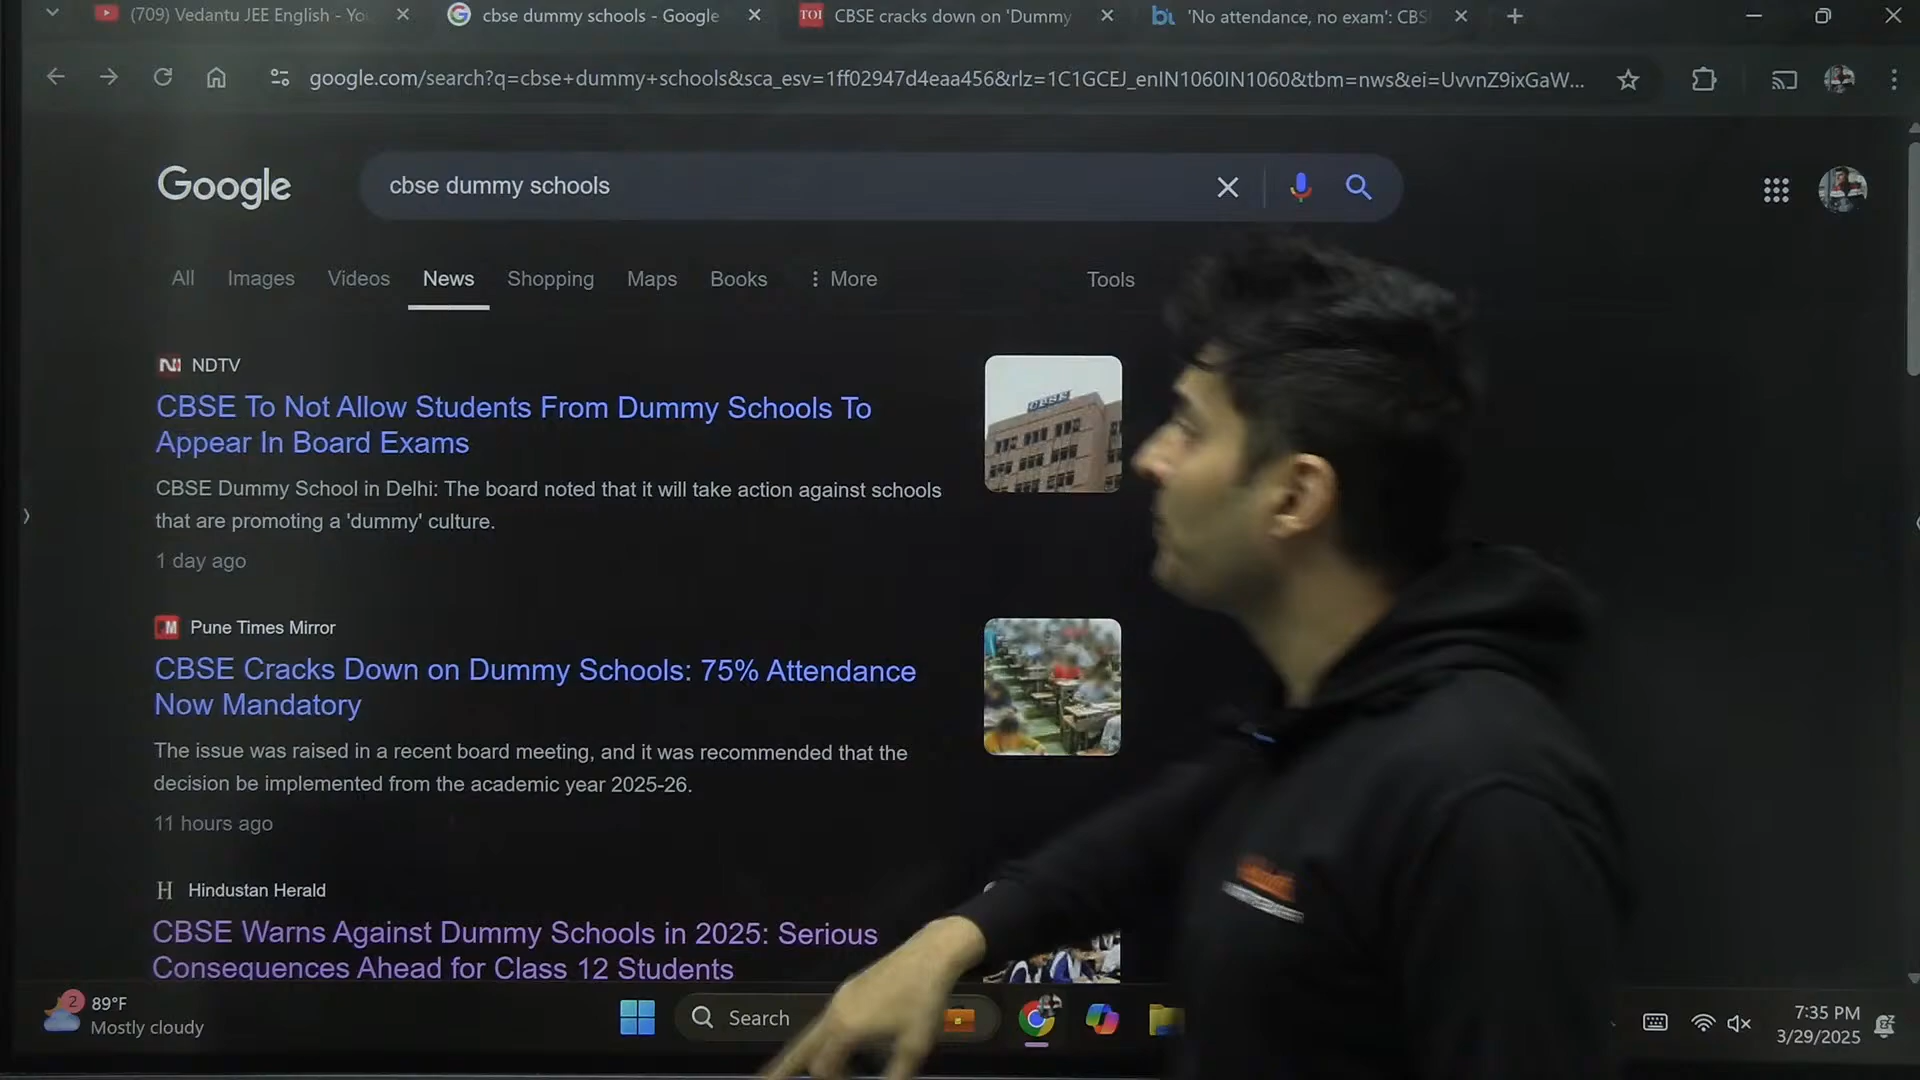 (709) Vedantu JEE English - Yo
cbse dummy schools - Google
TOI CBSE cracks down on 'Dummy
'No attendance, no exam': CBS
google.com/search?q=cbse+dummy+schools&sca_esv=1ff02947d4eaa456&rlz=1C1GCEJ_enIN1060IN1060&tbm=nws&ei=UvvnZ9ixGaW...
Google
cbse dummy schools
All Images Videos News Shopping Maps Books More Tools
NDTV
CBSE To Not Allow Students From Dummy Schools To
Appear In Board Exams
CBSE Dummy School in Delhi: The board noted that it will take action against schools
that are promoting a 'dummy' culture.
1 day ago
CBSE
Pune Times Mirror
CBSE Cracks Down on Dummy Schools: 75% Attendance
Now Mandatory
The issue was raised in a recent board meeting, and it was recommended that the
decision be implemented from the academic year 2025-26.
11 hours ago
H Hindustan Herald
CBSE Warns Against Dummy Schools in 2025: Serious
Consequences Ahead for Class 12 Students
2
89°F
Mostly cloudy
Search
7:35 PM
3/29/2025